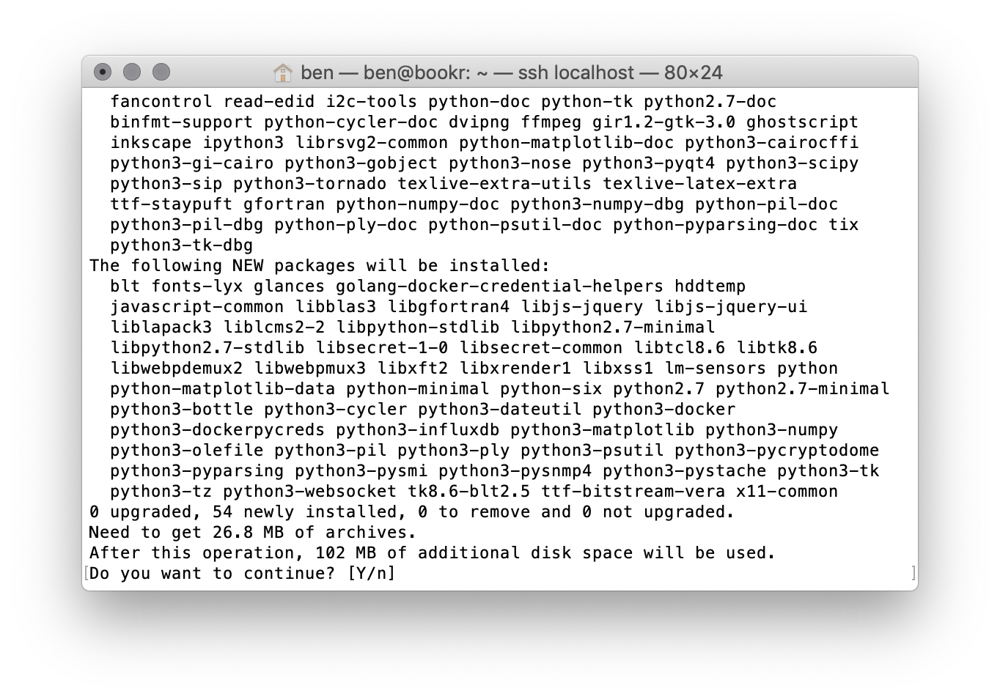 ben — ben@bookr: ~ — ssh localhost — 80×24
fancontrol read-edid i2c-tools python-doc python-tk python2.7-doc
binfmt-support python-cycler-doc dvipng ffmpeg gir1.2-gtk-3.0 ghostscript
inkscape ipython3 librsvg2-common python-matplotlib-doc python3-cairocffi
python3-gi-cairo python3-gobject python3-nose python3-pyqt4 python3-scipy
python3-sip python3-tornado texlive-extra-utils texlive-latex-extra
ttf-staypuft gfortran python-numpy-doc python3-numpy-dbg python-pil-doc
python3-pil-dbg python-ply-doc python-psutil-doc python-pyparsing-doc tix
python3-tk-dbg
The following NEW packages will be installed:
blt fonts-lyx glances golang-docker-credential-helpers hddtemp
javascript-common libblas3 libgfortran4 libjs-jquery libjs-jquery-ui
liblapack3 liblcms2-2 libpython-stdlib libpython2.7-minimal
libpython2.7-stdlib libsecret-1-0 libsecret-common libtcl8.6 libtk8.6
libwebpdemux2 libwebpmux3 libxft2 libxrender1 libxss1 lm-sensors python
python-matplotlib-data python-minimal python-six python2.7 python2.7-minimal
python3-bottle python3-cycler python3-dateutil python3-docker
python3-dockerpycreds python3-influxdb python3-matplotlib python3-numpy
python3-olefile python3-pil python3-ply python3-psutil python3-pycryptodome
python3-pyparsing python3-pysmi python3-pysnmp4 python3-pystache python3-tk
python3-tz python3-websocket tk8.6-blt2.5 ttf-bitstream-vera x11-common
0 upgraded, 54 newly installed, 0 to remove and 0 not upgraded.
Need to get 26.8 MB of archives.
After this operation, 102 MB of additional disk space will be used.
[Do you want to continue? [Y/n] ]